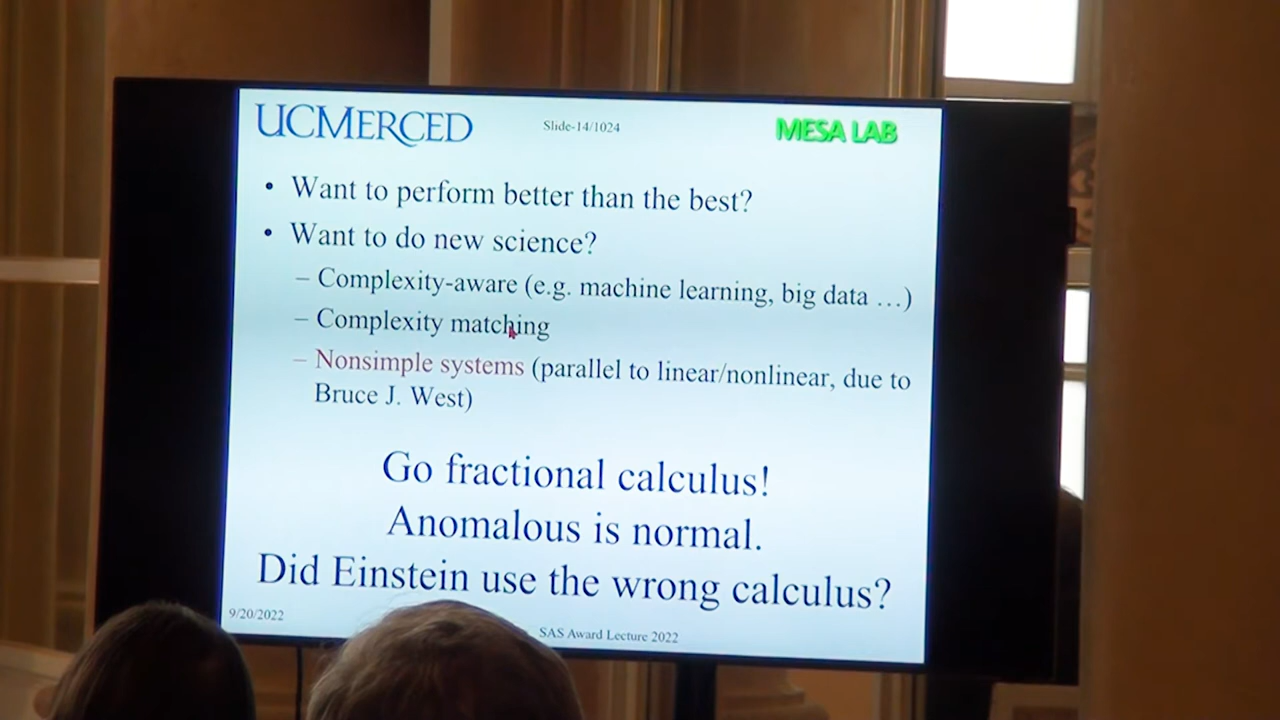 UCMERCED
Slide-14/1024
MESA LAB
• Want to perform better than the best?
• Want to do new science?
– Complexity-aware (e.g. machine learning, big data …)
– Complexity matching
– Nonsimple systems (parallel to linear/nonlinear, due to
Bruce J. West)
Go fractional calculus!
Anomalous is normal.
Did Einstein use the wrong calculus?
9/20/2022
SAS Award Lecture 2022